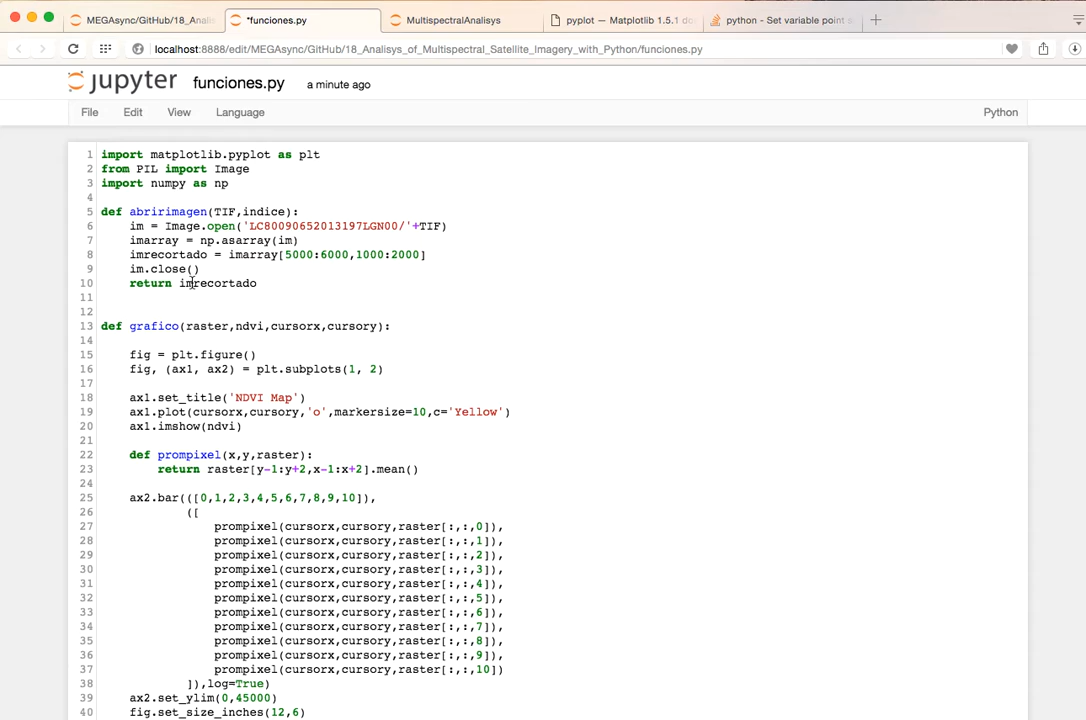 MEGAsync/GitHub/18_Analis
*funciones.py
MultispectralAnalisys
pyplot — Matplotlib 1.5.1 do
python - Set variable point s
localhost:8888/edit/MEGAsync/GitHub/18_Analisys_of_Multispectral_Satellite_Imagery_with_Python/funciones.py
jupyter funciones.py a minute ago
File Edit View Language Python
1 import matplotlib.pyplot as plt
2 from PIL import Image
3 import numpy as np
4
5 def abririmagen(TIF,indice):
6 im = Image.open('LC80090652013197LGN00/'+TIF)
7 imarray = np.asarray(im)
8 imrecortado = imarray[5000:6000,1000:2000]
9 im.close()
10 return imrecortado
11
12
13 def grafico(raster,ndvi,cursorx,cursory):
14
15 fig = plt.figure()
16 fig, (ax1, ax2) = plt.subplots(1, 2)
17
18 ax1.set_title('NDVI Map')
19 ax1.plot(cursorx,cursory,'o',markersize=10,c='Yellow')
20 ax1.imshow(ndvi)
21
22 def prompixel(x,y,raster):
23 return raster[y-1:y+2,x-1:x+2].mean()
24
25 ax2.bar(([0,1,2,3,4,5,6,7,8,9,10]),
26 ([
27 prompixel(cursorx,cursory,raster[:,:,0]),
28 prompixel(cursorx,cursory,raster[:,:,1]),
29 prompixel(cursorx,cursory,raster[:,:,2]),
30 prompixel(cursorx,cursory,raster[:,:,3]),
31 prompixel(cursorx,cursory,raster[:,:,4]),
32 prompixel(cursorx,cursory,raster[:,:,5]),
33 prompixel(cursorx,cursory,raster[:,:,6]),
34 prompixel(cursorx,cursory,raster[:,:,7]),
35 prompixel(cursorx,cursory,raster[:,:,8]),
36 prompixel(cursorx,cursory,raster[:,:,9]),
37 prompixel(cursorx,cursory,raster[:,:,10])
38 ]),log=True)
39 ax2.set_ylim(0,45000)
40 fig.set_size_inches(12,6)